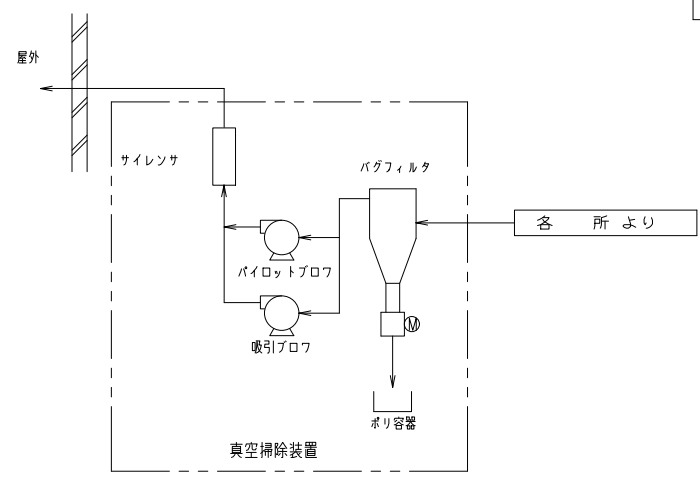 屋外
サイレンサ
バグフィルタ
各 所 より
パイロットブロワ
吸引ブロワ
M
ポリ容器
真空掃除装置